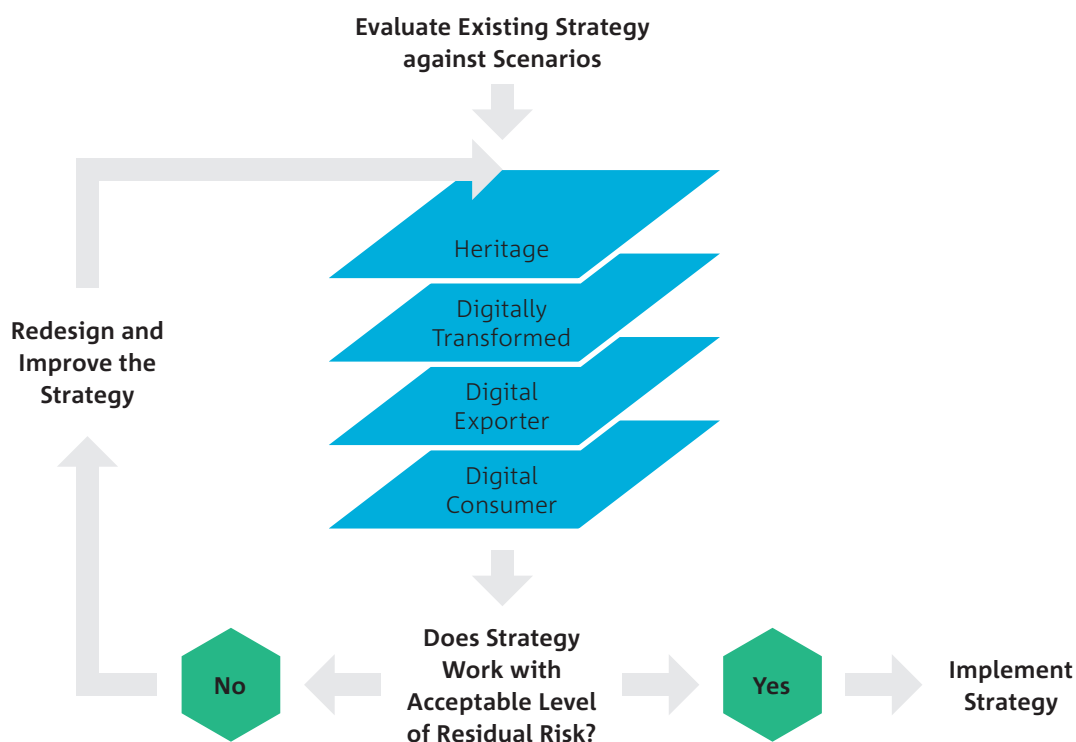 Evaluate Existing Strategy
against Scenarios
Heritage
Digitally
Transformed
Digital
Exporter
Digital
Consumer
Redesign and
Improve the
Strategy
Does Strategy
Work with
Acceptable Level
of Residual Risk?
No
Yes
Implement
Strategy